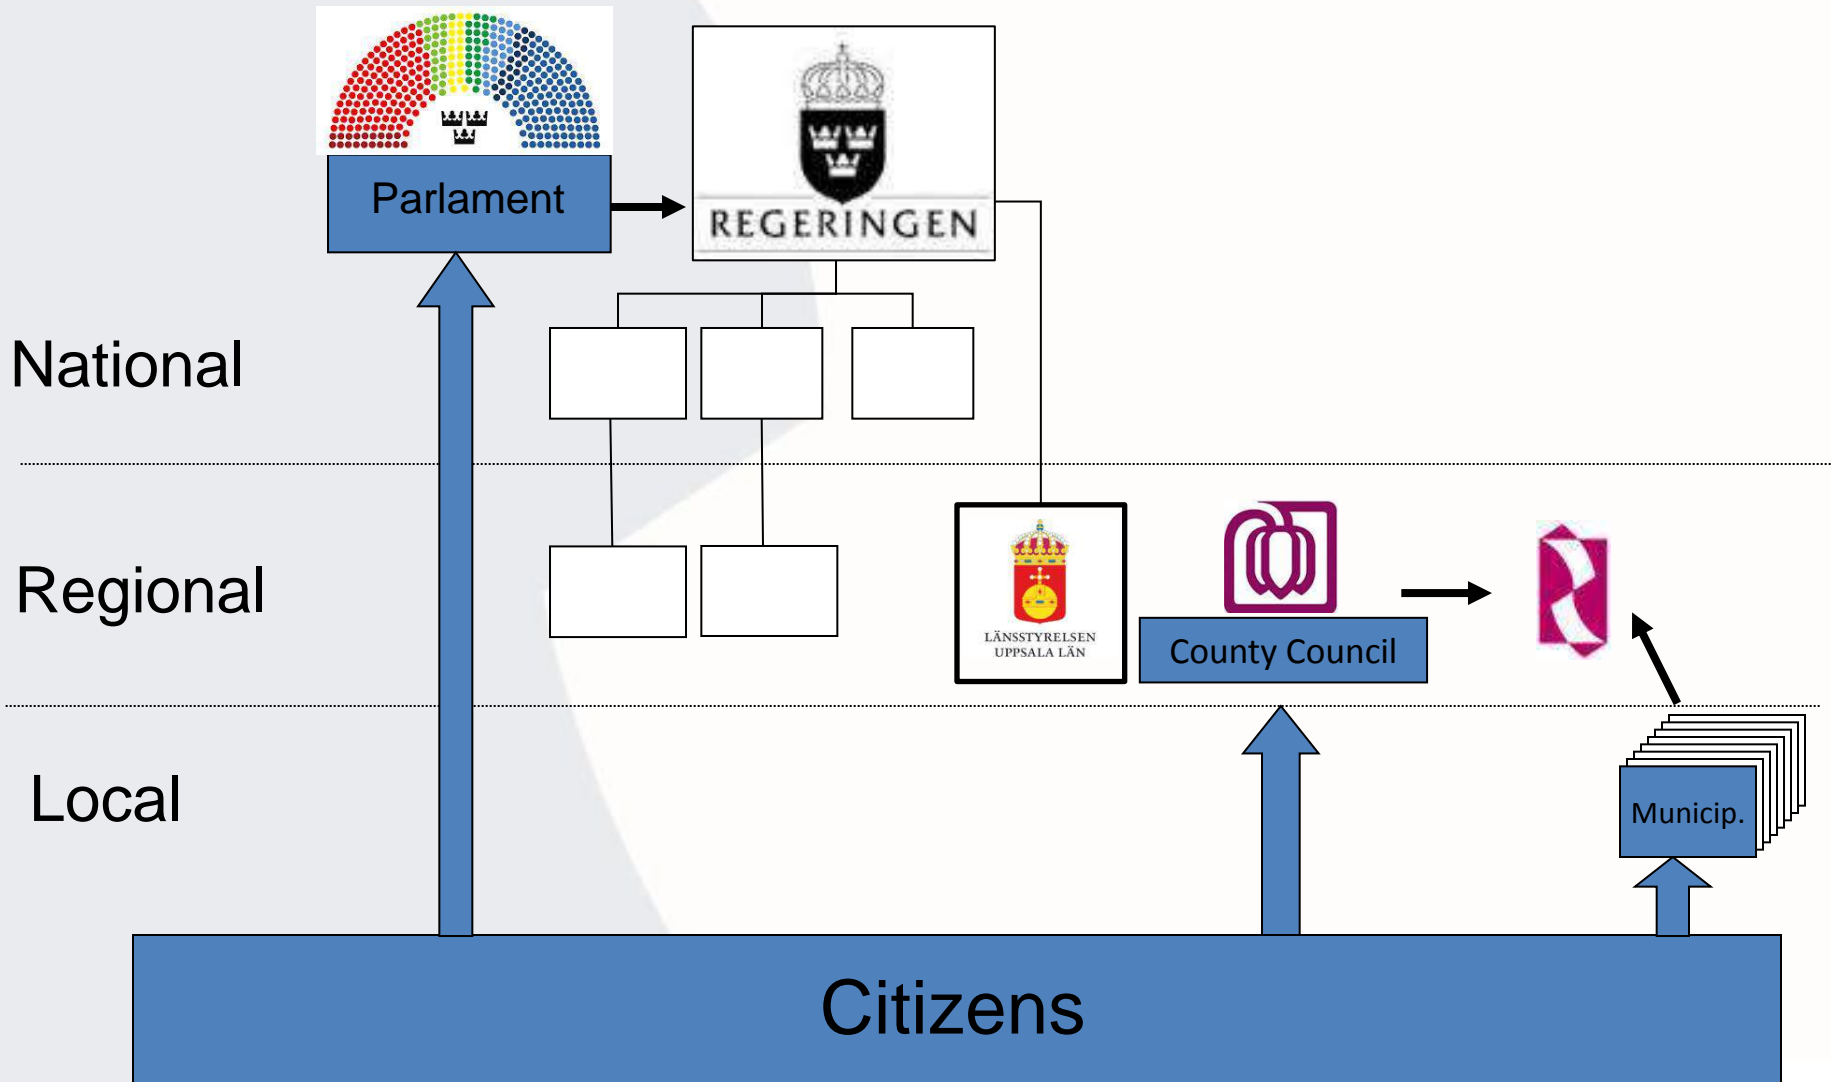 Parlament
REGERINGEN
National
Regional
LÄNSSTYRELSEN
UPPSALA LÄN
County Council
Local
Municip.
Citizens